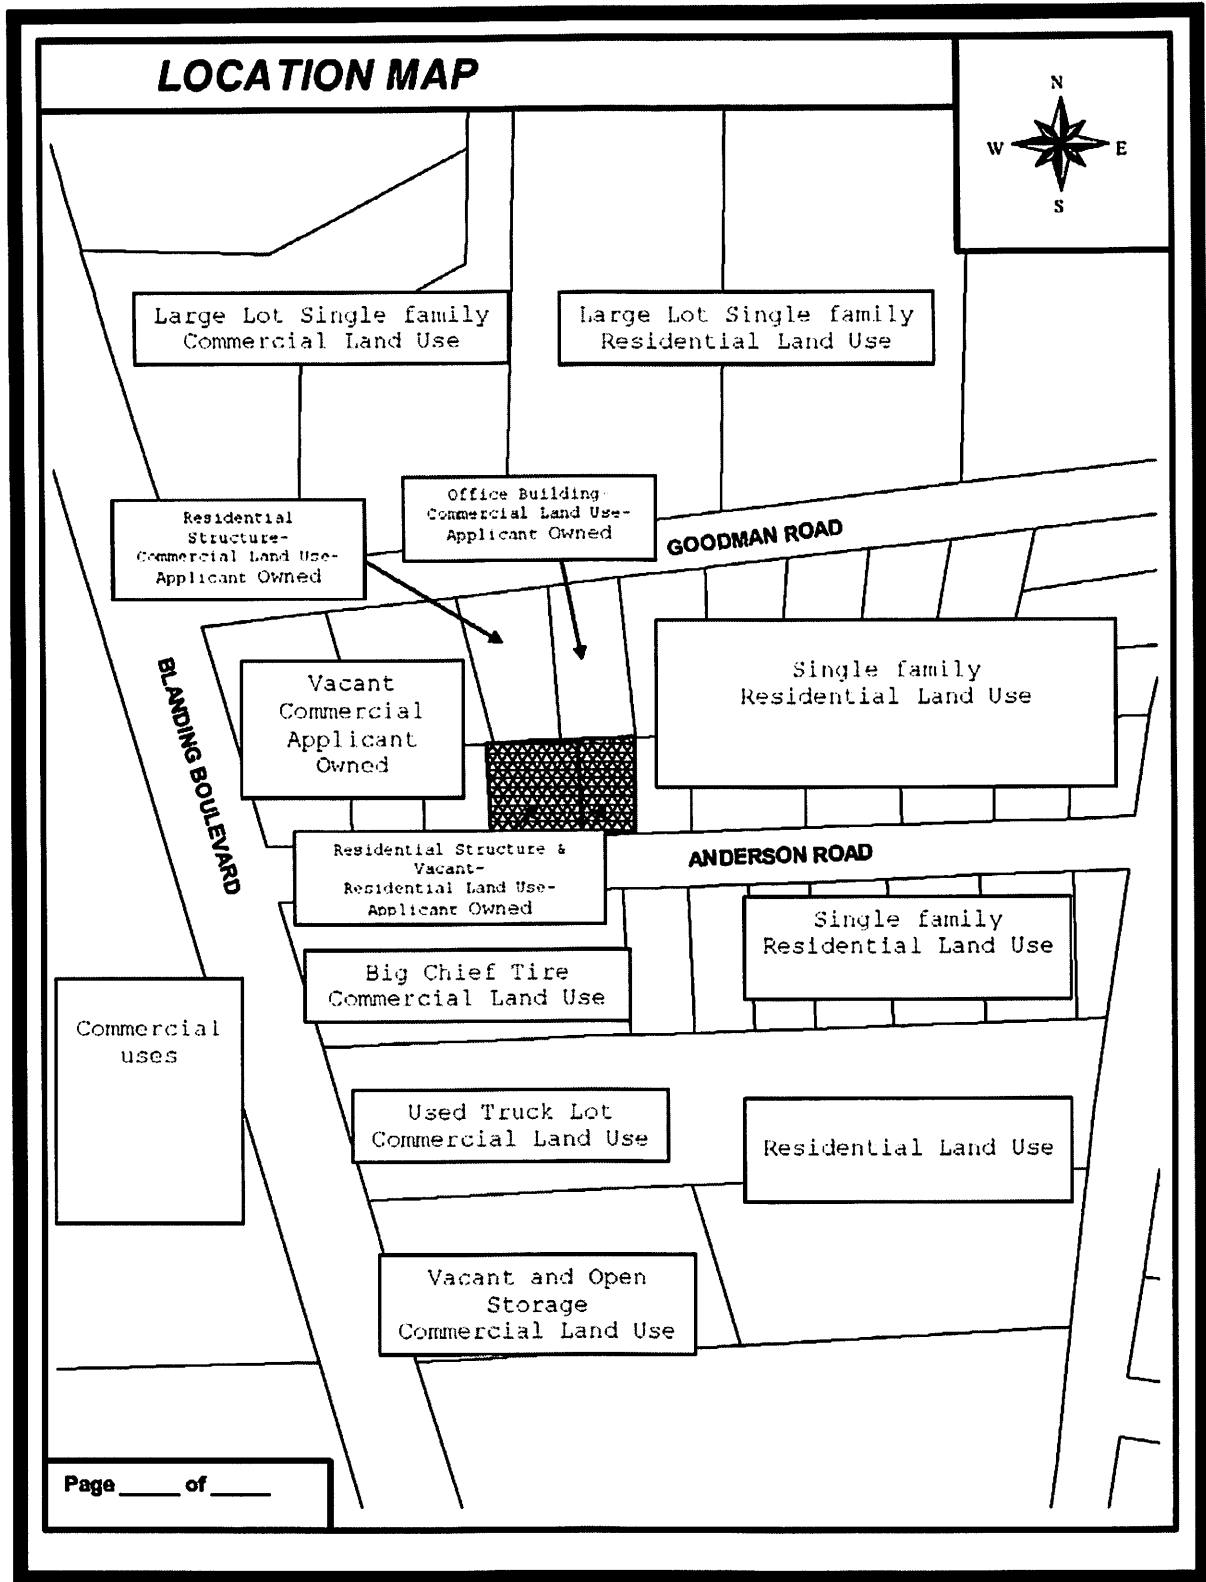 LOCATION MAP
N
W E
S
Large Lot Single family
Commercial Land Use
Large Lot Single family
Residential Land Use
Residential
Structure-
Commercial Land Use-
Applicant Owned
Office Building-
Commercial Land Use-
Applicant Owned
GOODMAN ROAD
BLANDING BOULEVARD
Vacant
Commercial
Applicant
Owned
Single family
Residential Land Use
Residential Structure &
Vacant-
Residential Land Use-
Applicant Owned
ANDERSON ROAD
Single family
Residential Land Use
Big Chief Tire
Commercial Land Use
Commercial
uses
Used Truck Lot
Commercial Land Use
Residential Land Use
Vacant and Open
Storage
Commercial Land Use
Page _____ of _____